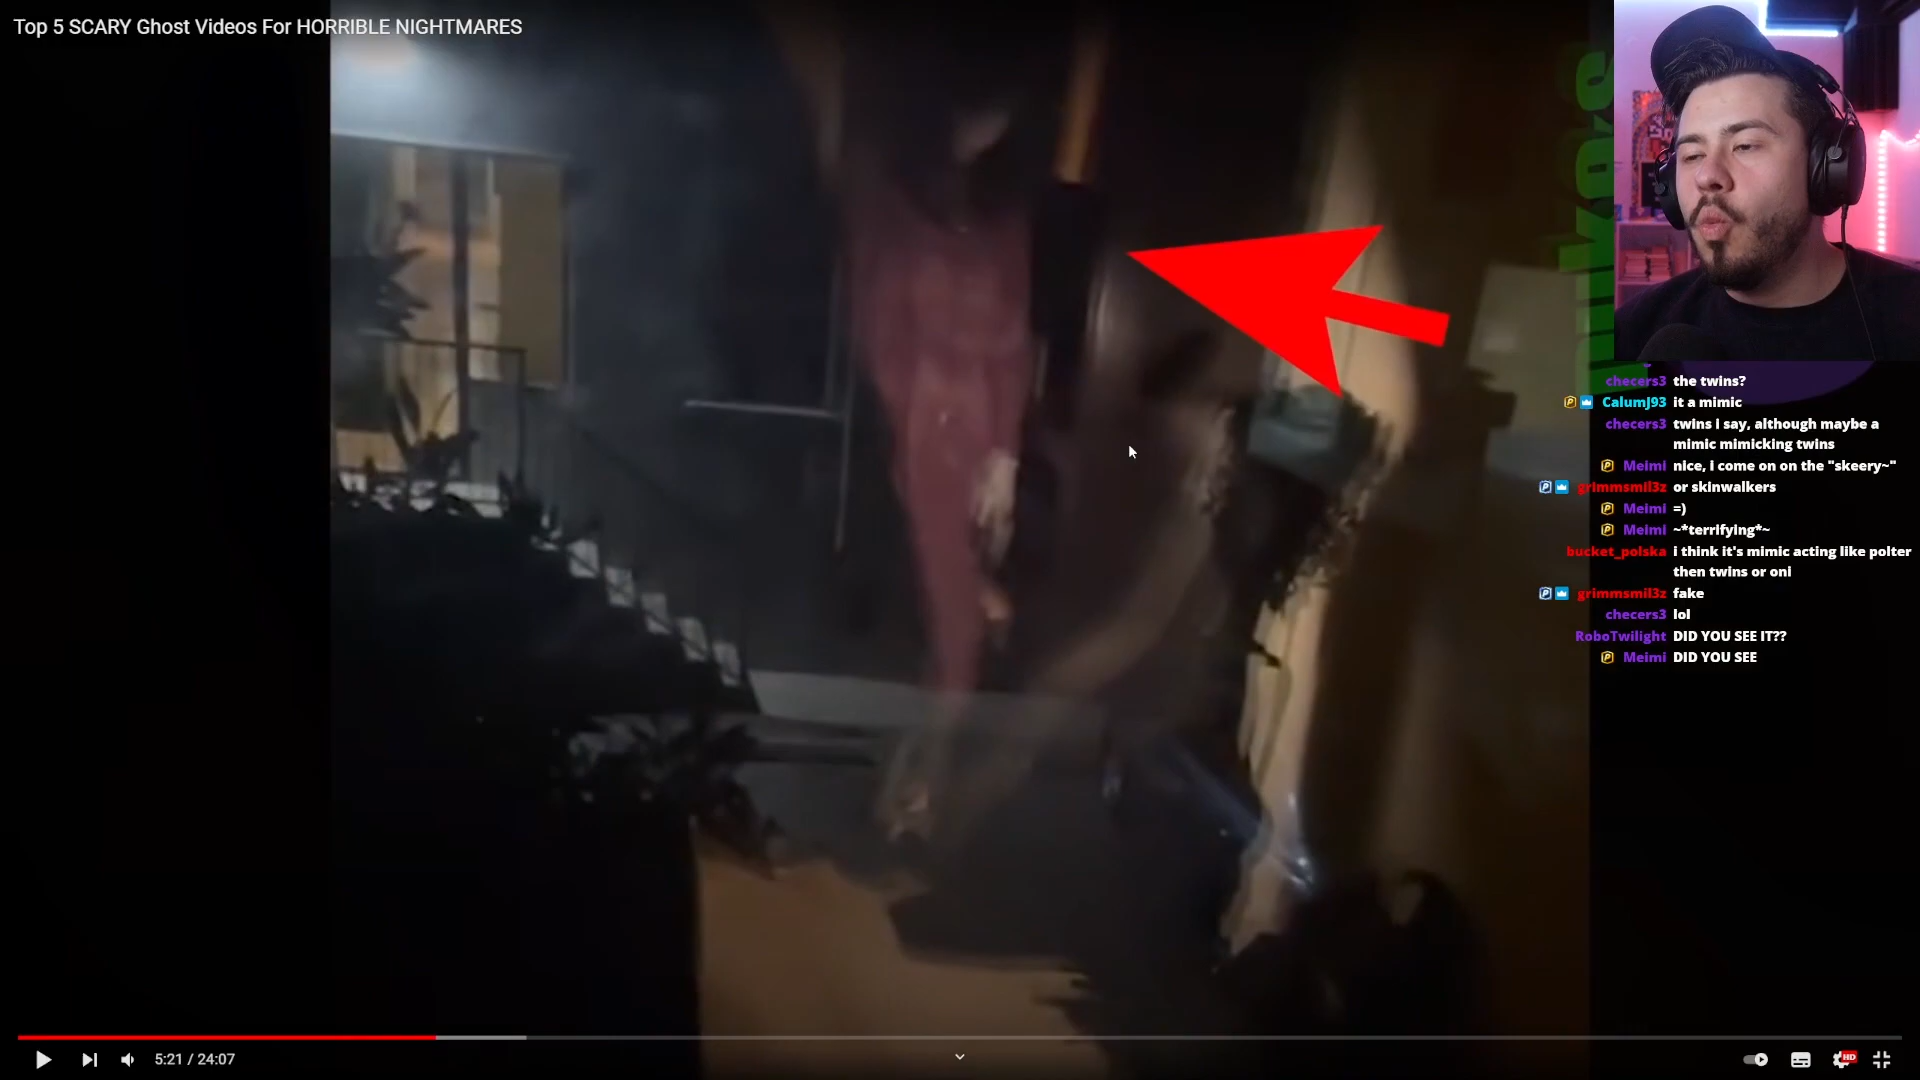 Top 5 SCARY Ghost Videos For HORRIBLE NIGHTMARES
checers3 the twins?
CalumJ93 it a mimic
checers3 twins i say, although maybe a
mimic mimicking twins
Meimi nice, i come on on the "skeery~"
grimmsmil3z or skinwalkers
Meimi =)
Meimi ~*terrifying*~
bucket_polska i think it's mimic acting like polter
then twins or oni
grimmsmil3z fake
checers3 lol
RoboTwilight DID YOU SEE IT??
Meimi DID YOU SEE
5:21 / 24:07
HD